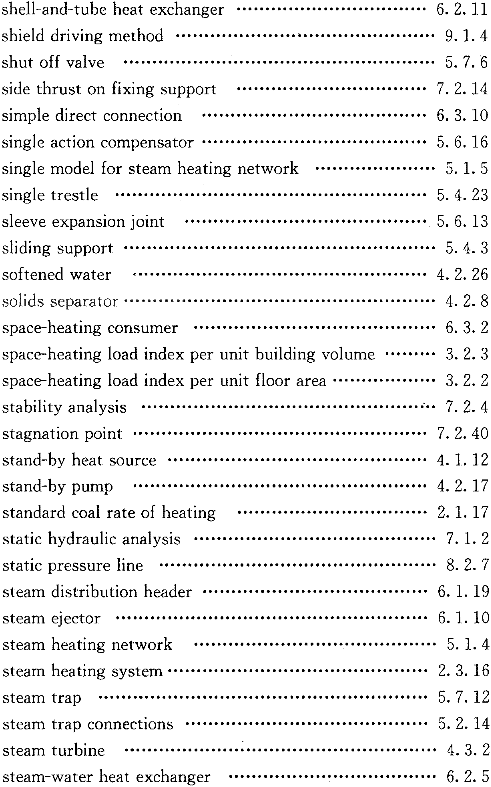 shell-and-tube heat exchanger ································ 6. 2. 11
shield driving method ·········································· 9. 1. 4
shut off valve ·················································· 5. 7. 6
side thrust on fixing support ································ 7. 2. 14
simple direct connection ····································· 6. 3. 10
single action compensator ···································· 5. 6. 16
single model for steam heating network ···················· 5. 1. 5
single trestle ··················································· 5. 4. 23
sleeve expansion joint ········································ 5. 6. 13
sliding support ·················································· 5. 4. 3
softened water ················································· 4. 2. 26
solids separator ················································· 4. 2. 8
space-heating consumer ······································· 6. 3. 2
space-heating load index per unit building volume ········· 3. 2. 3
space-heating load index per unit floor area ················ 3. 2. 2
stability analysis ··············································· 7. 2. 4
stagnation point ················································ 7. 2. 40
stand-by heat source ·········································· 4. 1. 12
stand-by pump ················································· 4. 2. 17
standard coal rate of heating ································ 2. 1. 17
static hydraulic analysis ······································· 7. 1. 2
static pressure line ············································ 8. 2. 7
steam distribution header ····································· 6. 1. 19
steam ejector ··················································· 6. 1. 10
steam heating network ········································ 5. 1. 4
steam heating system ·········································· 2. 3. 16
steam trap ······················································ 5. 7. 12
steam trap connections ········································ 5. 2. 14
steam turbine ··················································· 4. 3. 2
steam-water heat exchanger ································· 6. 2. 5